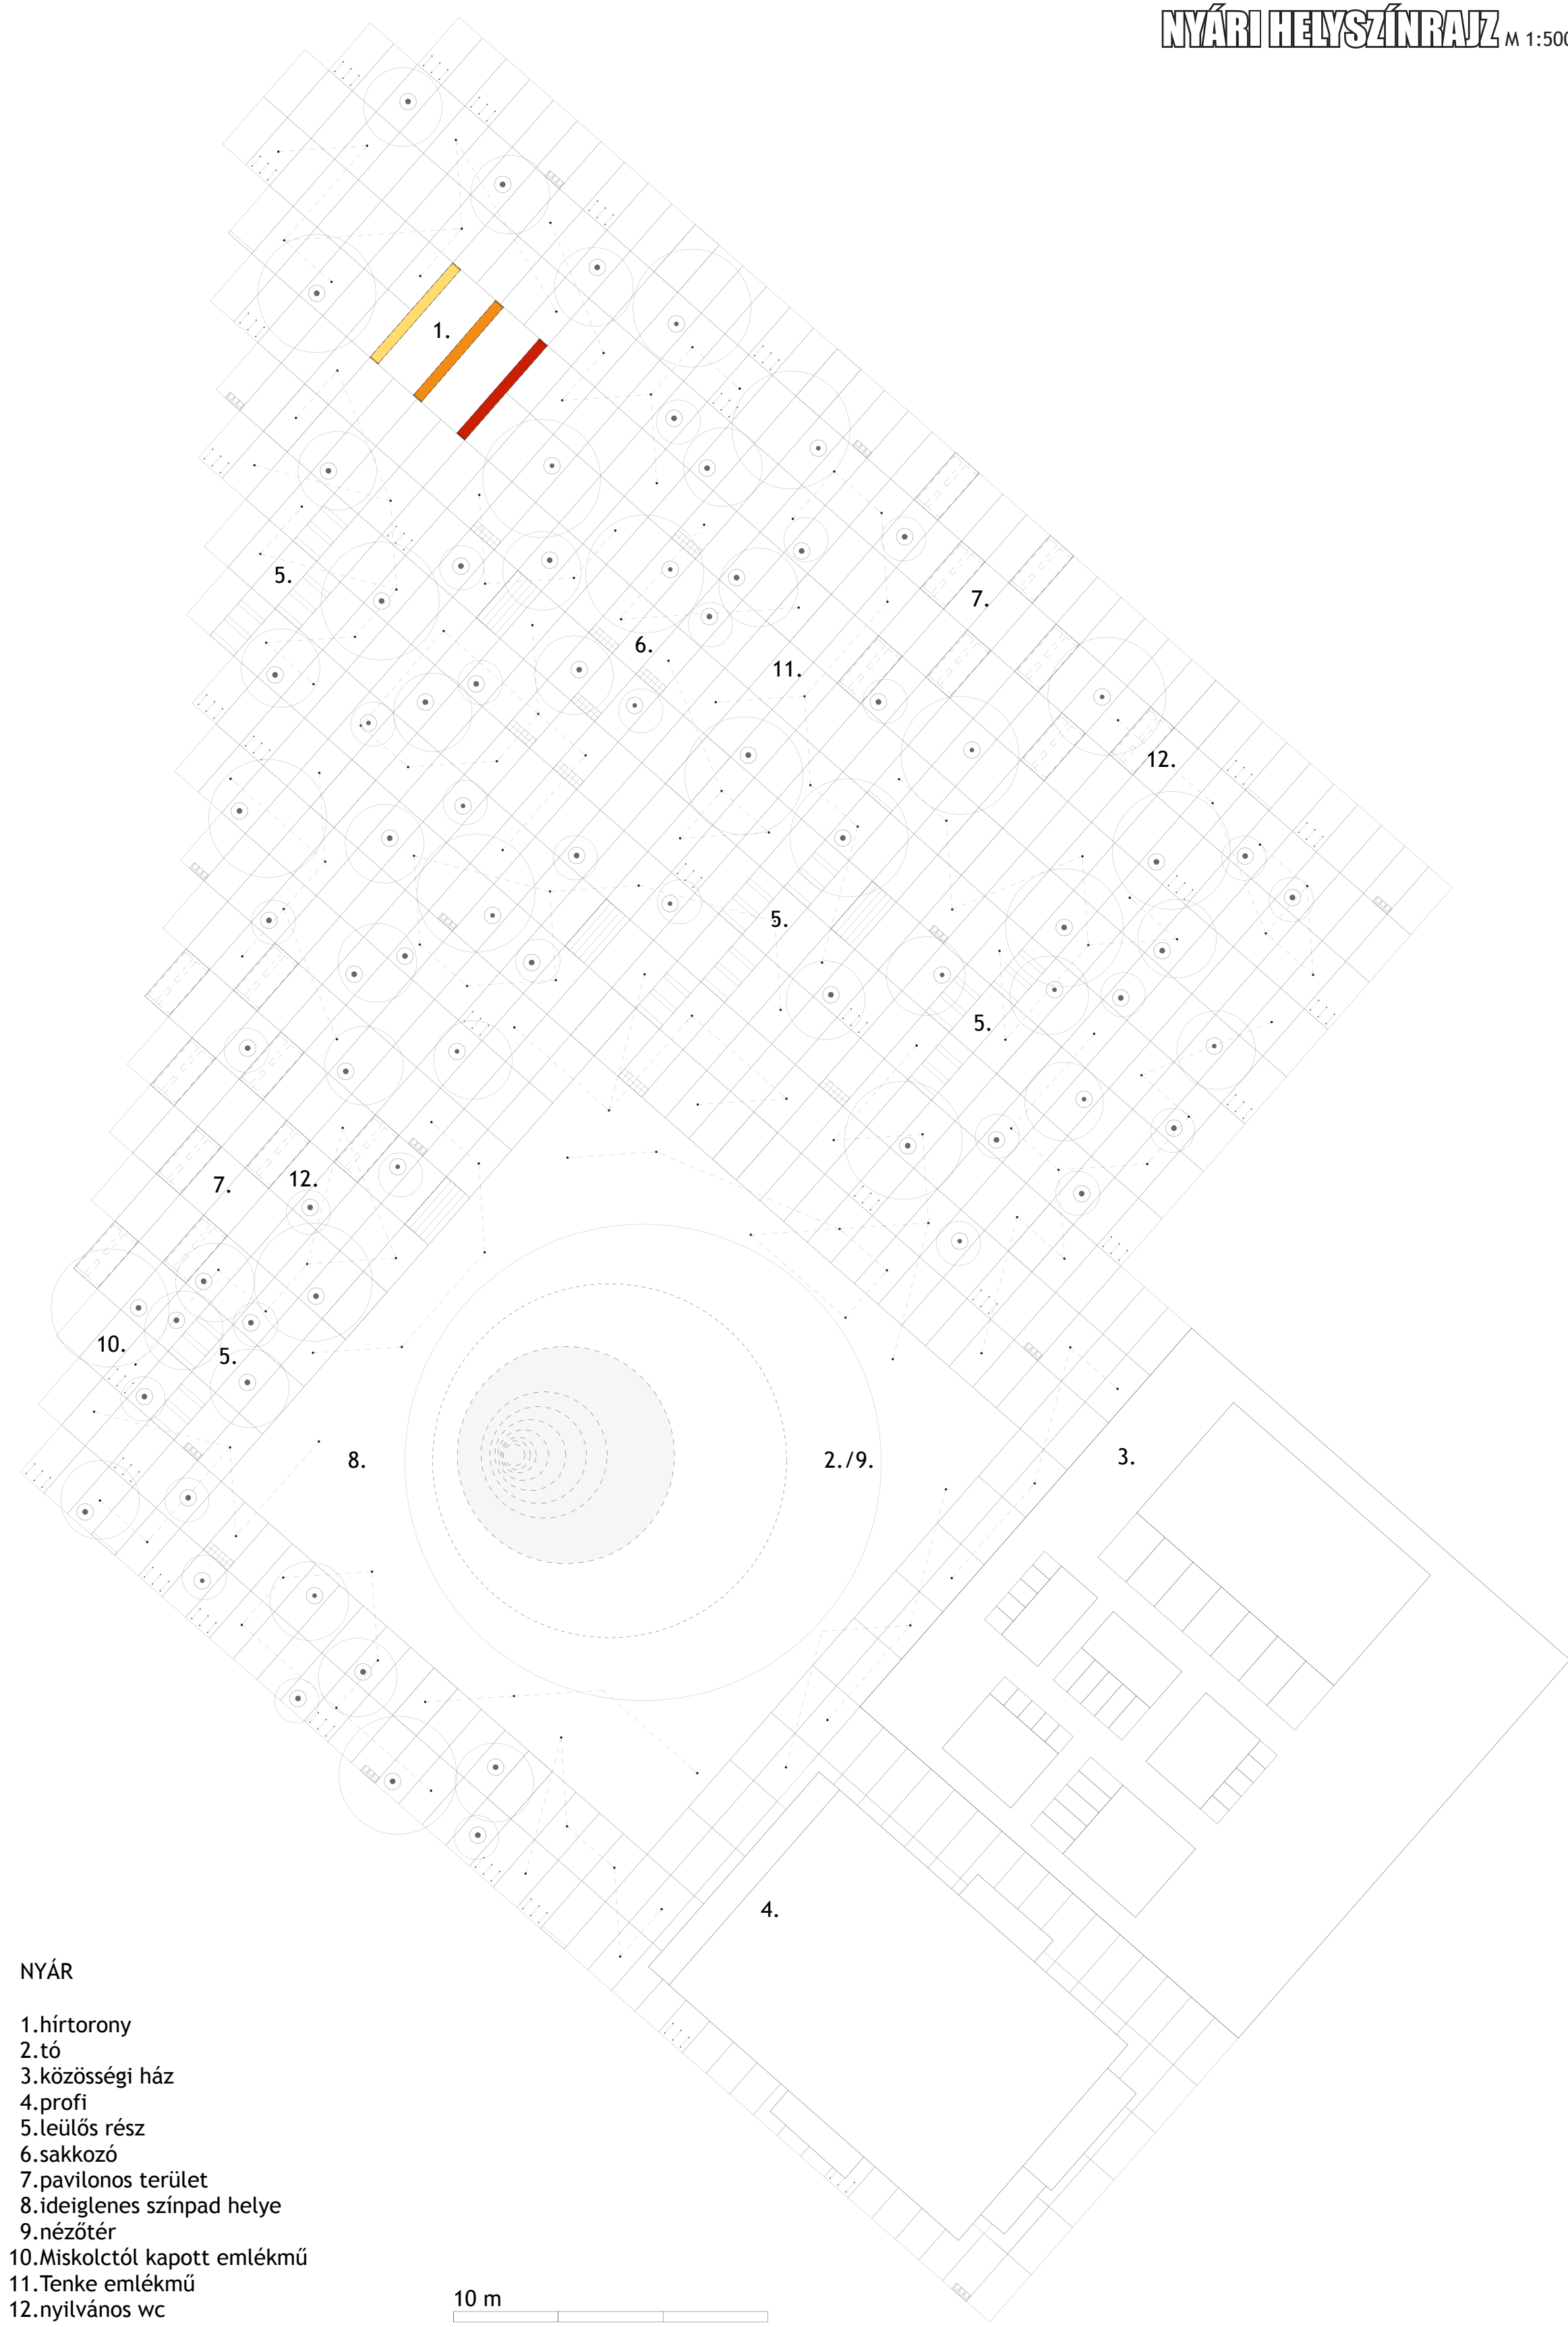 NYÁRI HELYSZÍNRAJZ M 1:500
1.
5.
7.
6.
11.
12.
5.
5.
12.
7.
10.
5.
8.
2./9.
3.
4.
NYÁR
1.hírtorony
2.tó
3.közösségi ház
4.profi
5.leülős rész
6.sakkozó
7.pavilonos terület
8.ideiglenes színpad helye
9.nézőtér
10.Miskolctól kapott emlékmű
11.Tenke emlékmű
12.nyilvános wc
10 m